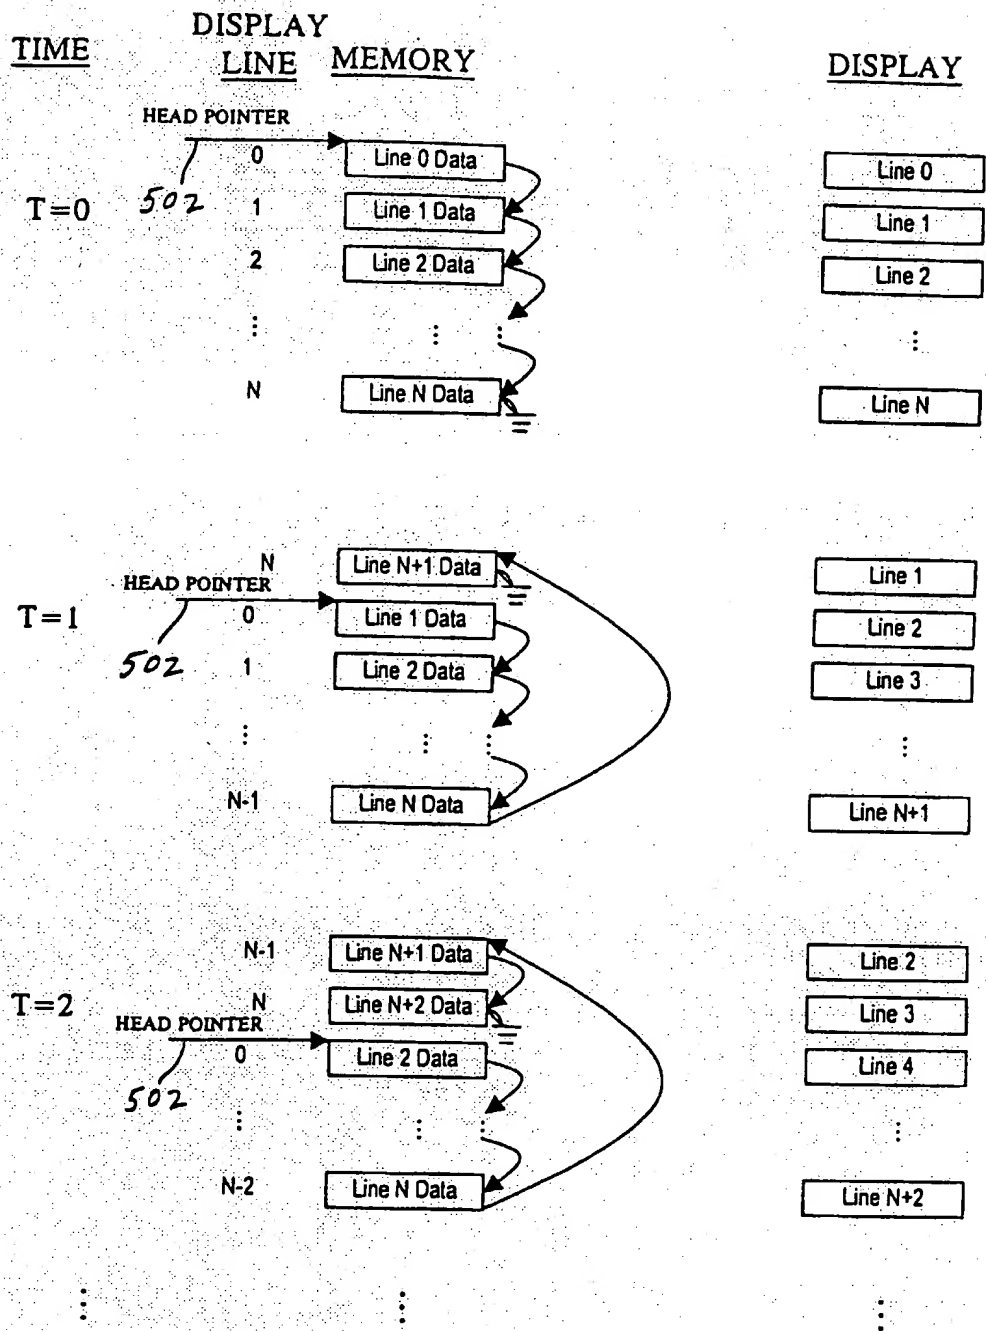 TIME DISPLAY LINE MEMORY DISPLAY
HEAD POINTER
0 Line 0 Data Line 0
T=0 502 1 Line 1 Data Line 1
2 Line 2 Data Line 2
⋮ ⋮ ⋮ ⋮
N Line N Data Line N
N Line N+1 Data Line 1
HEAD POINTER
T=1 0 Line 1 Data Line 2
502 1 Line 2 Data Line 3
⋮ ⋮ ⋮ ⋮
N-1 Line N Data Line N+1
N-1 Line N+1 Data Line 2
T=2 N Line N+2 Data Line 3
HEAD POINTER
0 Line 2 Data Line 4
502
⋮ ⋮ ⋮ ⋮
N-2 Line N Data Line N+2
⋮ ⋮ ⋮